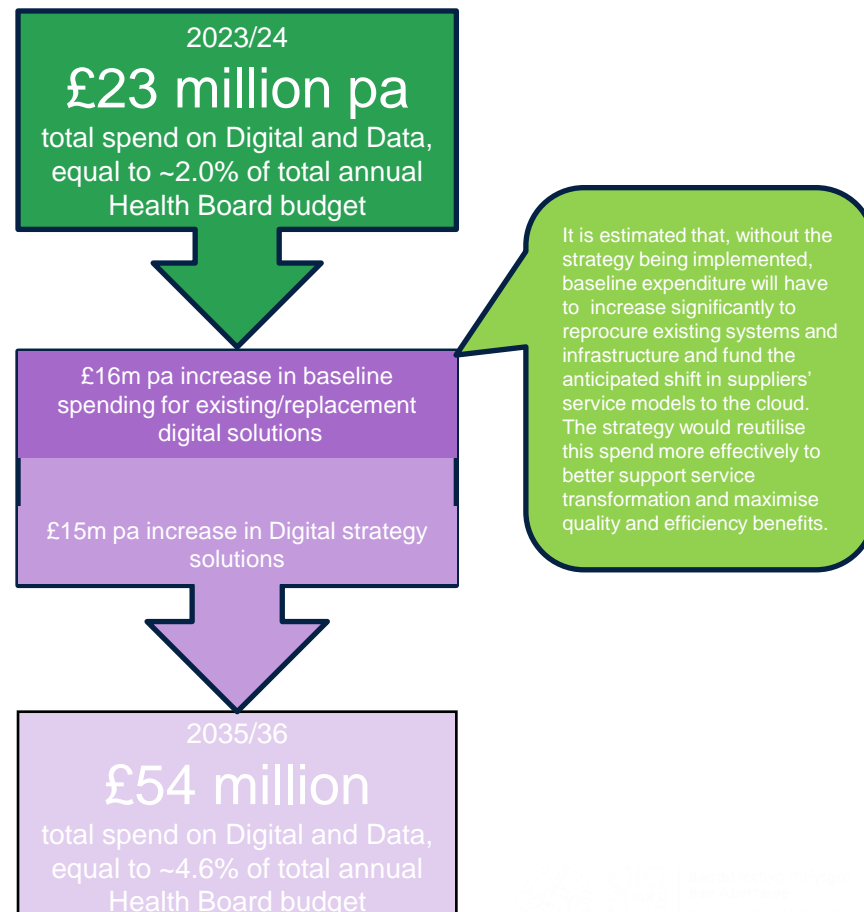 2023/24
£23 million pa
total spend on Digital and Data,
equal to ~2.0% of total annual
Health Board budget
It is estimated that, without the
strategy being implemented,
baseline expenditure will have
to increase significantly to
reprocure existing systems and
infrastructure and fund the
anticipated shift in suppliers'
service models to the cloud.
The strategy would reutilise
this spend more effectively to
better support service
transformation and maximise
quality and efficiency benefits.
£16m pa increase in baseline
spending for existing/replacement
digital solutions
£15m pa increase in Digital strategy
solutions
2035/36
£54 million
total spend on Digital and Data,
equal to ~4.6% of total annual
Health Board budget